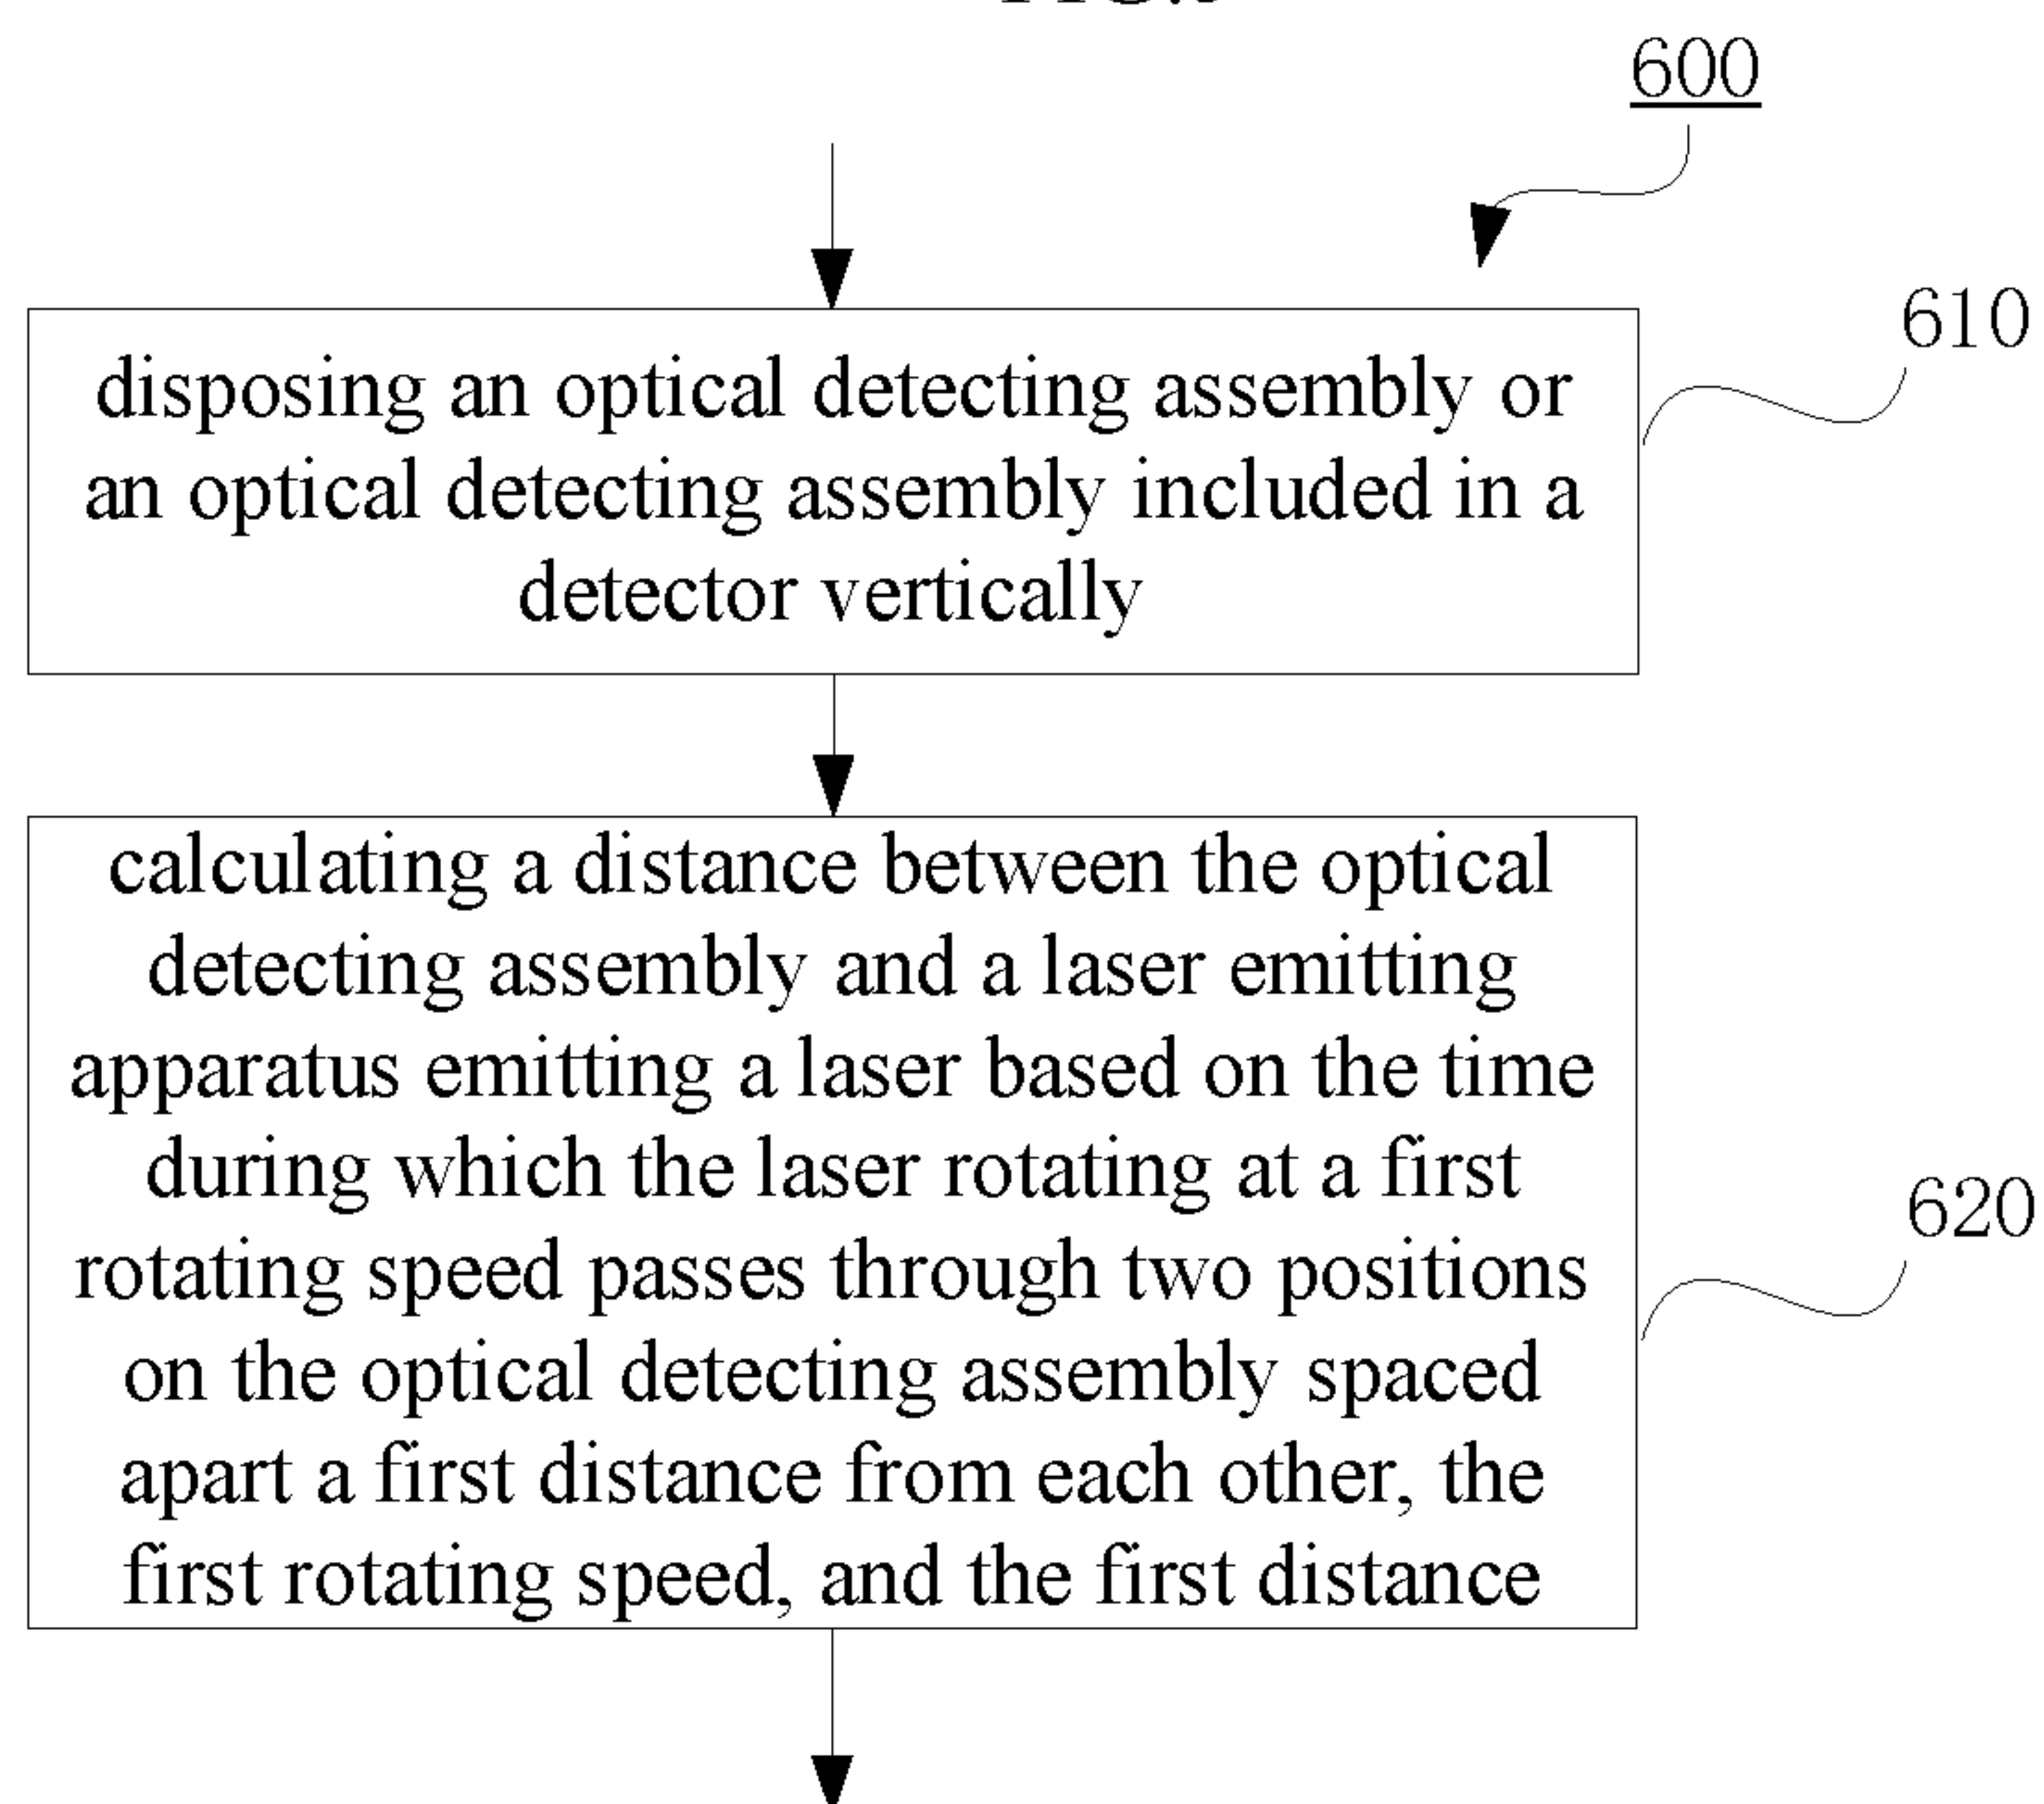 600
610
disposing an optical detecting assembly or
an optical detecting assembly included in a
detector vertically
calculating a distance between the optical
detecting assembly and a laser emitting
apparatus emitting a laser based on the time
during which the laser rotating at a first
rotating speed passes through two positions
on the optical detecting assembly spaced
apart a first distance from each other, the
first rotating speed, and the first distance
620